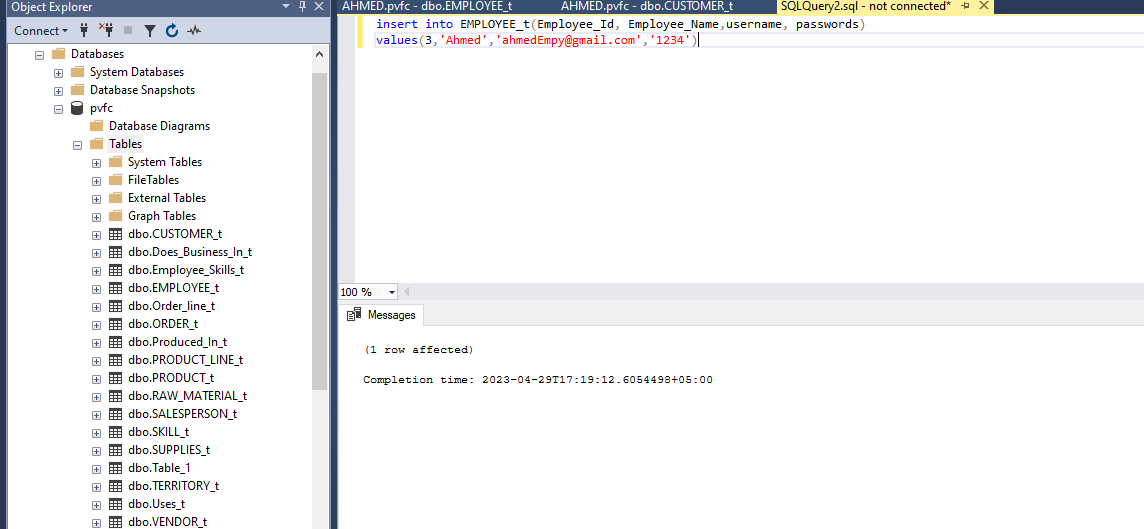 Object Explorer
Connect
Databases
System Databases
Database Snapshots
pvfc
Database Diagrams
Tables
System Tables
FileTables
External Tables
Graph Tables
dbo.CUSTOMER_t
dbo.Does_Business_In_t
dbo.Employee_Skills_t
dbo.EMPLOYEE_t
dbo.Order_line_t
dbo.ORDER_t
dbo.Produced_In_t
dbo.PRODUCT_LINE_t
dbo.PRODUCT_t
dbo.RAW_MATERIAL_t
dbo.SALESPERSON_t
dbo.SKILL_t
dbo.SUPPLIES_t
dbo.Table_1
dbo.TERRITORY_t
dbo.Uses_t
dbo.VENDOR_t
AHMED.pvfc - dbo.EMPLOYEE_t
AHMED.pvfc - dbo.CUSTOMER_t
SQLQuery2.sql - not connected*
insert into EMPLOYEE_t(Employee_Id, Employee_Name,username, passwords)
values(3,'Ahmed','ahmedEmpy@gmail.com','1234')
100 %
Messages
(1 row affected)
Completion time: 2023-04-29T17:19:12.6054498+05:00